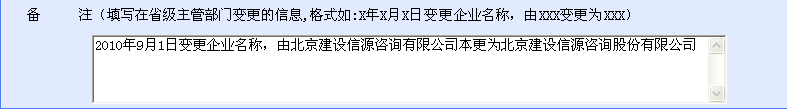 备 注（填写在省级主管部门变更的信息,格式如:X年X月X日变更企业名称，由XXX变更为XXX）
2010年9月1日变更企业名称，由北京建设信源咨询有限公司本更为北京建设信源咨询股份有限公司